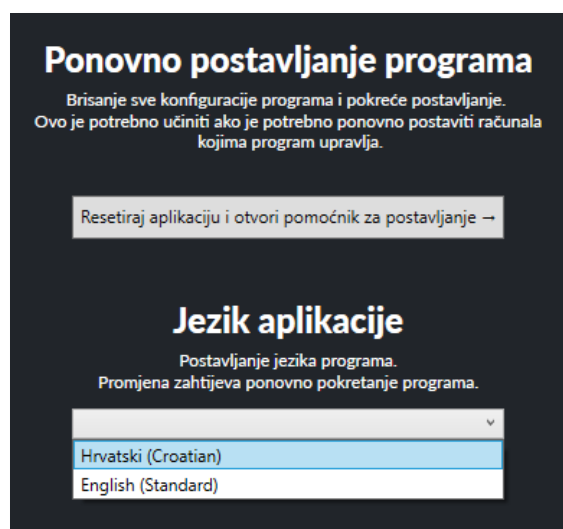 Ponovno postavljanje programa
Brisanje sve konfiguracije programa i pokreće postavljanje.
Ovo je potrebno učiniti ako je potrebno ponovno postaviti računala
kojima program upravlja.
Resetiraj aplikaciju i otvori pomoćnik za postavljanje →
Jezik aplikacije
Postavljanje jezika programa.
Promjena zahtijeva ponovno pokretanje programa.
Hrvatski (Croatian)
English (Standard)